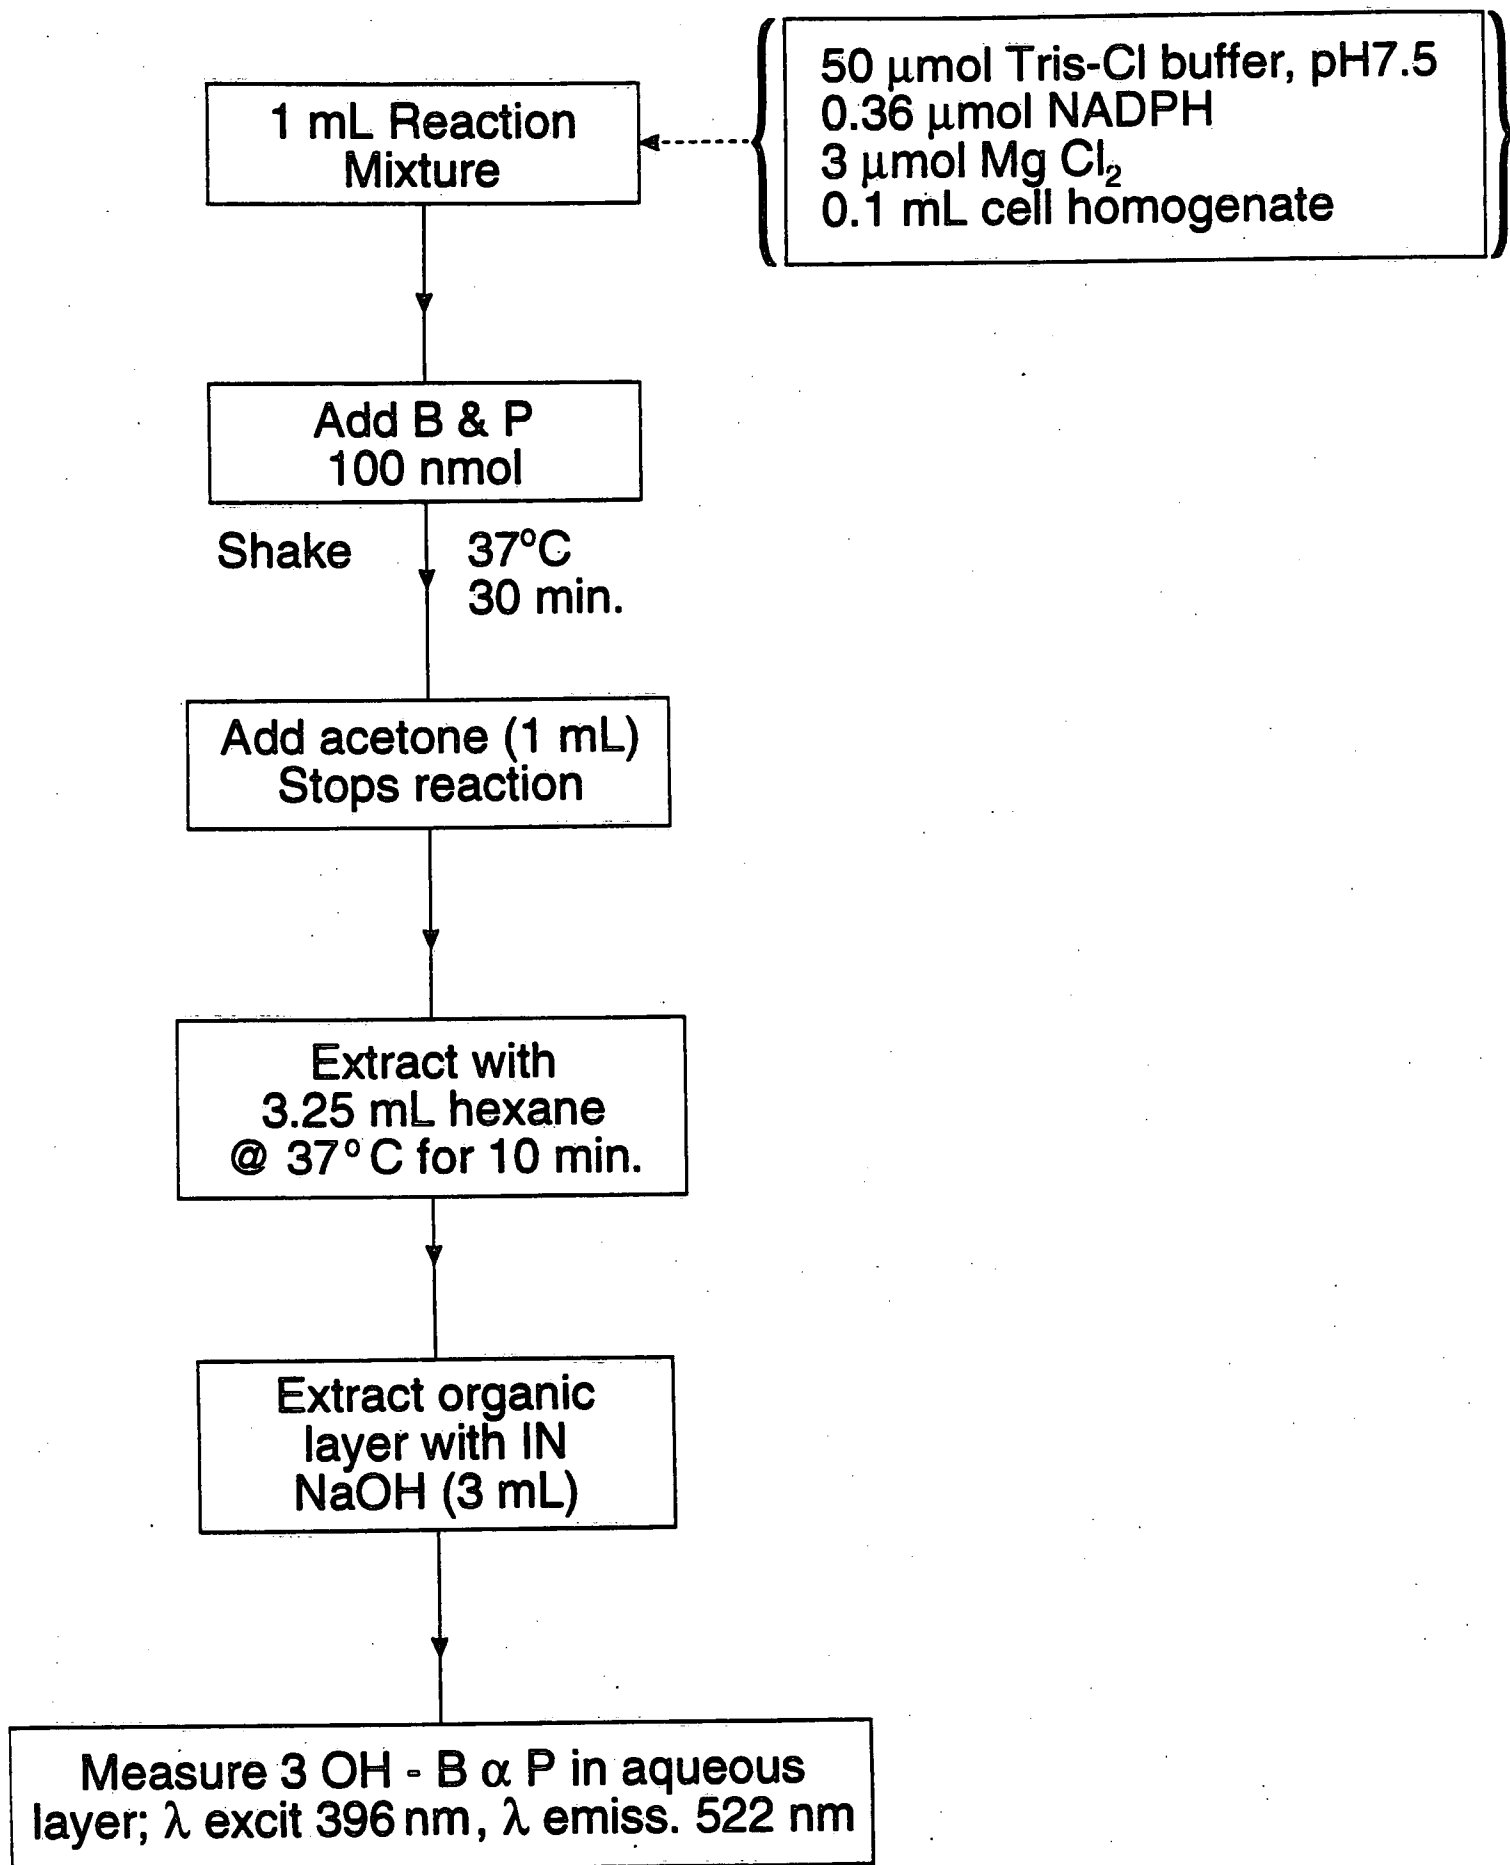 50 μmol Tris-Cl buffer, pH7.5
0.36 μmol NADPH
3 μmol Mg Cl₂
0.1 mL cell homogenate
1 mL Reaction
Mixture
Add B & P
100 nmol
Shake
37°C
30 min.
Add acetone (1 mL)
Stops reaction
Extract with
3.25 mL hexane
@ 37°C for 10 min.
Extract organic
layer with IN
NaOH (3 mL)
Measure 3 OH - B α P in aqueous
layer; λ excit 396 nm, λ emiss. 522 nm